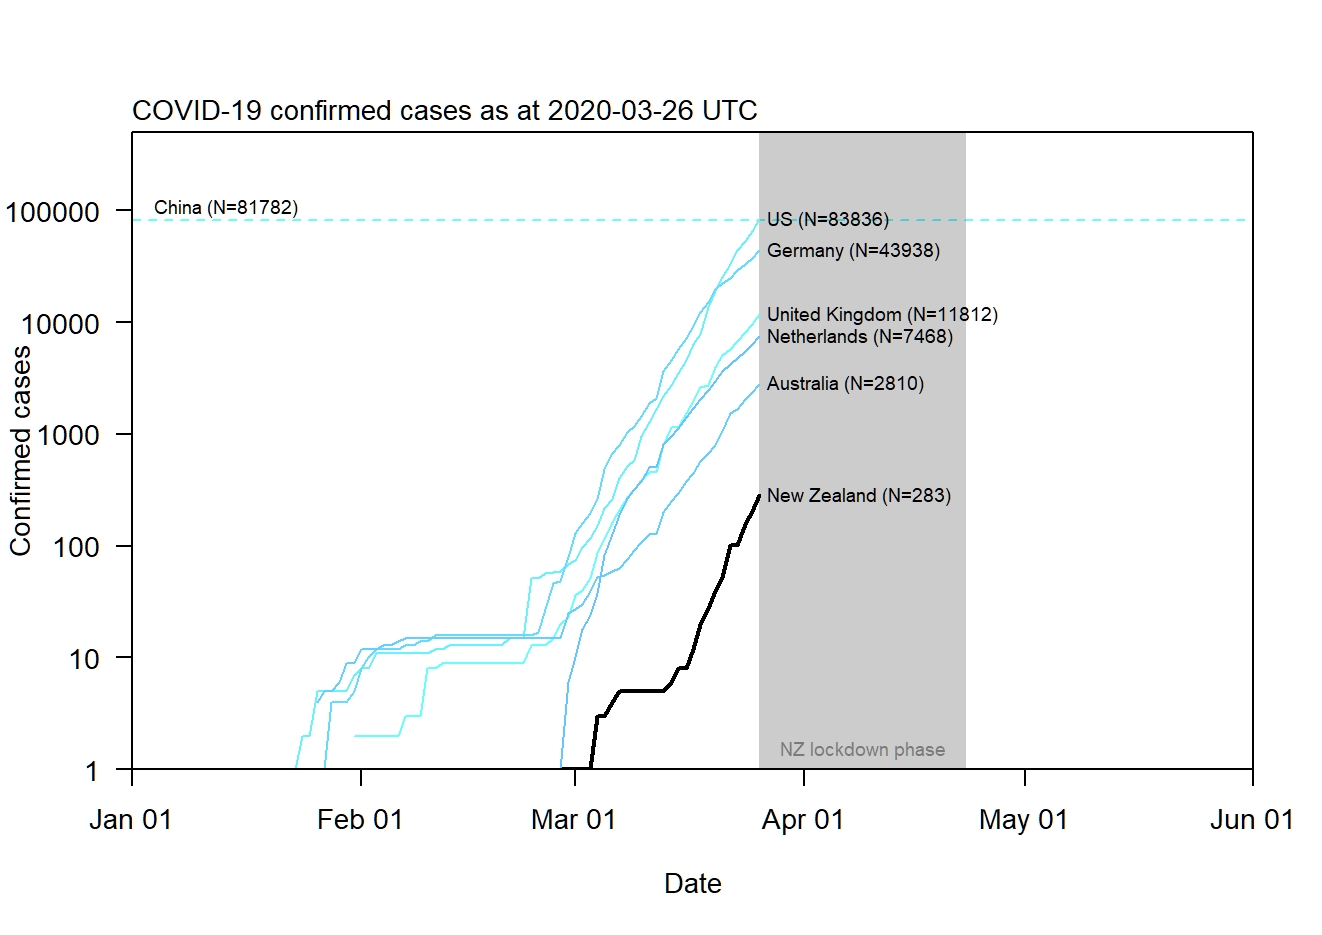 COVID-19 confirmed cases as at 2020-03-26 UTC
100000
China (N=81782)
US (N=83836)
Germany (N=43938)
10000
United Kingdom (N=11812)
Netherlands (N=7468)
Australia (N=2810)
1000
Confirmed cases
New Zealand (N=283)
100
10
NZ lockdown phase
1
Jan 01 Feb 01 Mar 01 Apr 01 May 01 Jun 01
Date